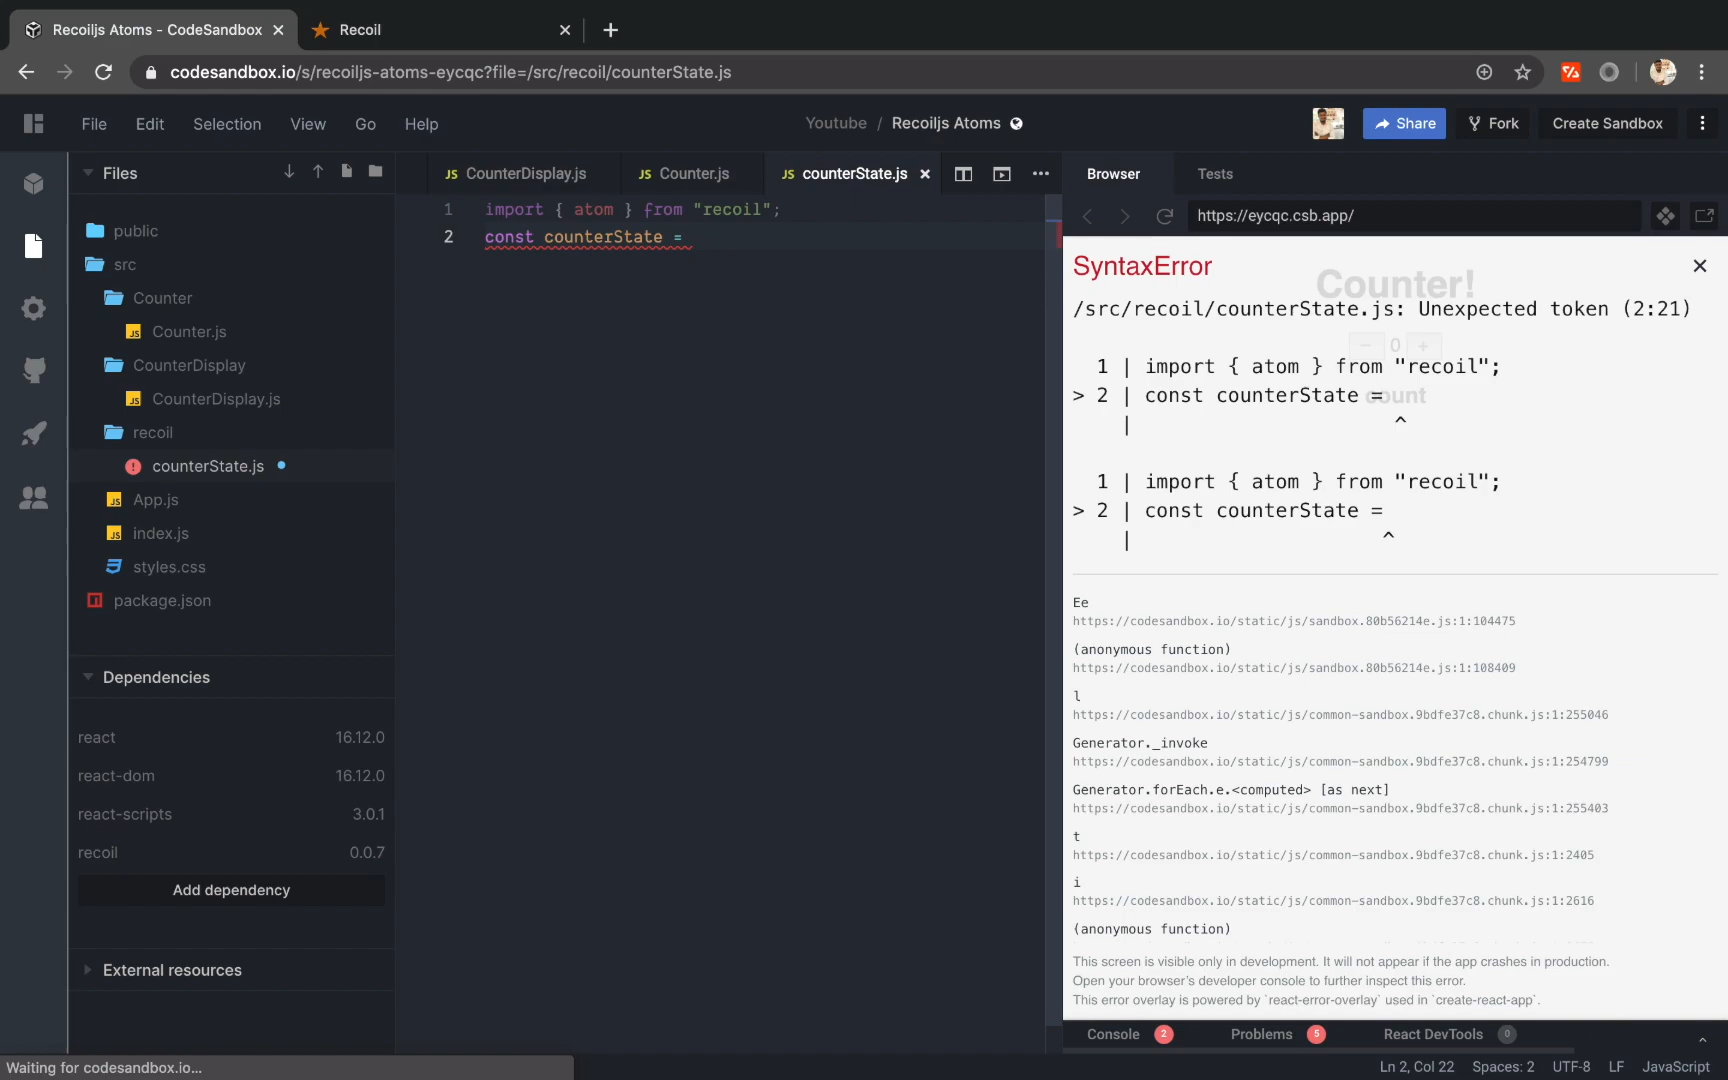 Recoiljs Atoms - CodeSandbox
Recoil
codesandbox.io/s/recoiljs-atoms-eycqc?file=/src/recoil/counterState.js
File Edit Selection View Go Help
Youtube / Recoiljs Atoms
Share
Fork
Create Sandbox
Files
public
src
Counter
JS Counter.js
CounterDisplay
JS CounterDisplay.js
recoil
! counterState.js
JS App.js
JS index.js
styles.css
package.json
Dependencies
react 16.12.0
react-dom 16.12.0
react-scripts 3.0.1
recoil 0.0.7
Add dependency
External resources
JS CounterDisplay.js
JS Counter.js
JS counterState.js
1 import { atom } from "recoil";
2 const counterState =
Browser
Tests
https://eycqc.csb.app/
SyntaxError
Counter!
/src/recoil/counterState.js: Unexpected token (2:21)
− 0 +
1 | import { atom } from "recoil";
> 2 | const counterState =
count
| ^
1 | import { atom } from "recoil";
> 2 | const counterState =
| ^
Ee
https://codesandbox.io/static/js/sandbox.80b56214e.js:1:104475
(anonymous function)
https://codesandbox.io/static/js/sandbox.80b56214e.js:1:108409
l
https://codesandbox.io/static/js/common-sandbox.9bdfe37c8.chunk.js:1:255046
Generator._invoke
https://codesandbox.io/static/js/common-sandbox.9bdfe37c8.chunk.js:1:254799
Generator.forEach.e.<computed> [as next]
https://codesandbox.io/static/js/common-sandbox.9bdfe37c8.chunk.js:1:255403
t
https://codesandbox.io/static/js/common-sandbox.9bdfe37c8.chunk.js:1:2405
i
https://codesandbox.io/static/js/common-sandbox.9bdfe37c8.chunk.js:1:2616
(anonymous function)
This screen is visible only in development. It will not appear if the app crashes in production.
Open your browser's developer console to further inspect this error.
This error overlay is powered by `react-error-overlay` used in `create-react-app`.
Console 2
Problems 5
React DevTools 0
Waiting for codesandbox.io...
Ln 2, Col 22 Spaces: 2 UTF-8 LF JavaScript